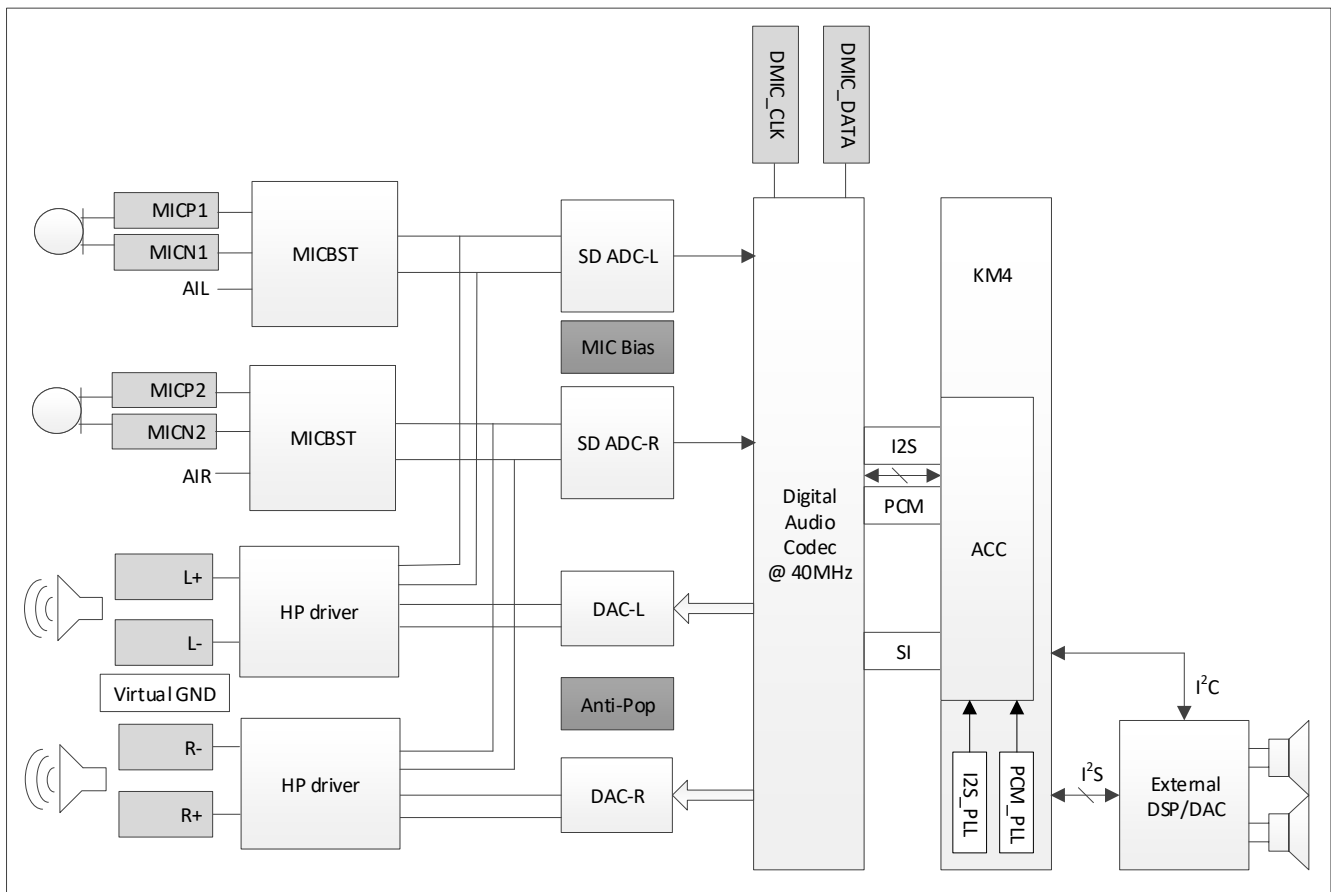 DMIC_CLK
DMIC_DATA
MICP1
MICN1
AIL
MICBST
SD ADC-L
MIC Bias
KM4
MICP2
MICN2
AIR
MICBST
SD ADC-R
I2S
PCM
Digital
Audio
Codec
@ 40MHz
ACC
L+
L-
HP driver
DAC-L
SI
Virtual GND
Anti-Pop
I²C
R-
R+
HP driver
DAC-R
I2S_PLL
PCM_PLL
I²S
External
DSP/DAC